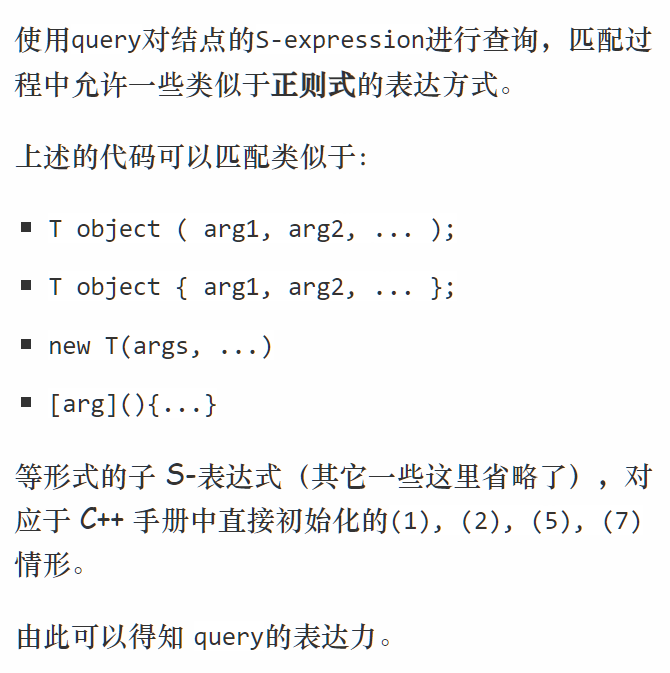 使用query对结点的S-expression进行查询，匹配过
程中允许一些类似于正则式的表达方式。
上述的代码可以匹配类似于：
▪ T object ( arg1, arg2, ... );
▪ T object { arg1, arg2, ... };
▪ new T(args, ...)
▪ [arg](){...}
等形式的子 S-表达式（其它一些这里省略了），对
应于 C++ 手册中直接初始化的(1), (2), (5), (7)
情形。
由此可以得知 query的表达力。